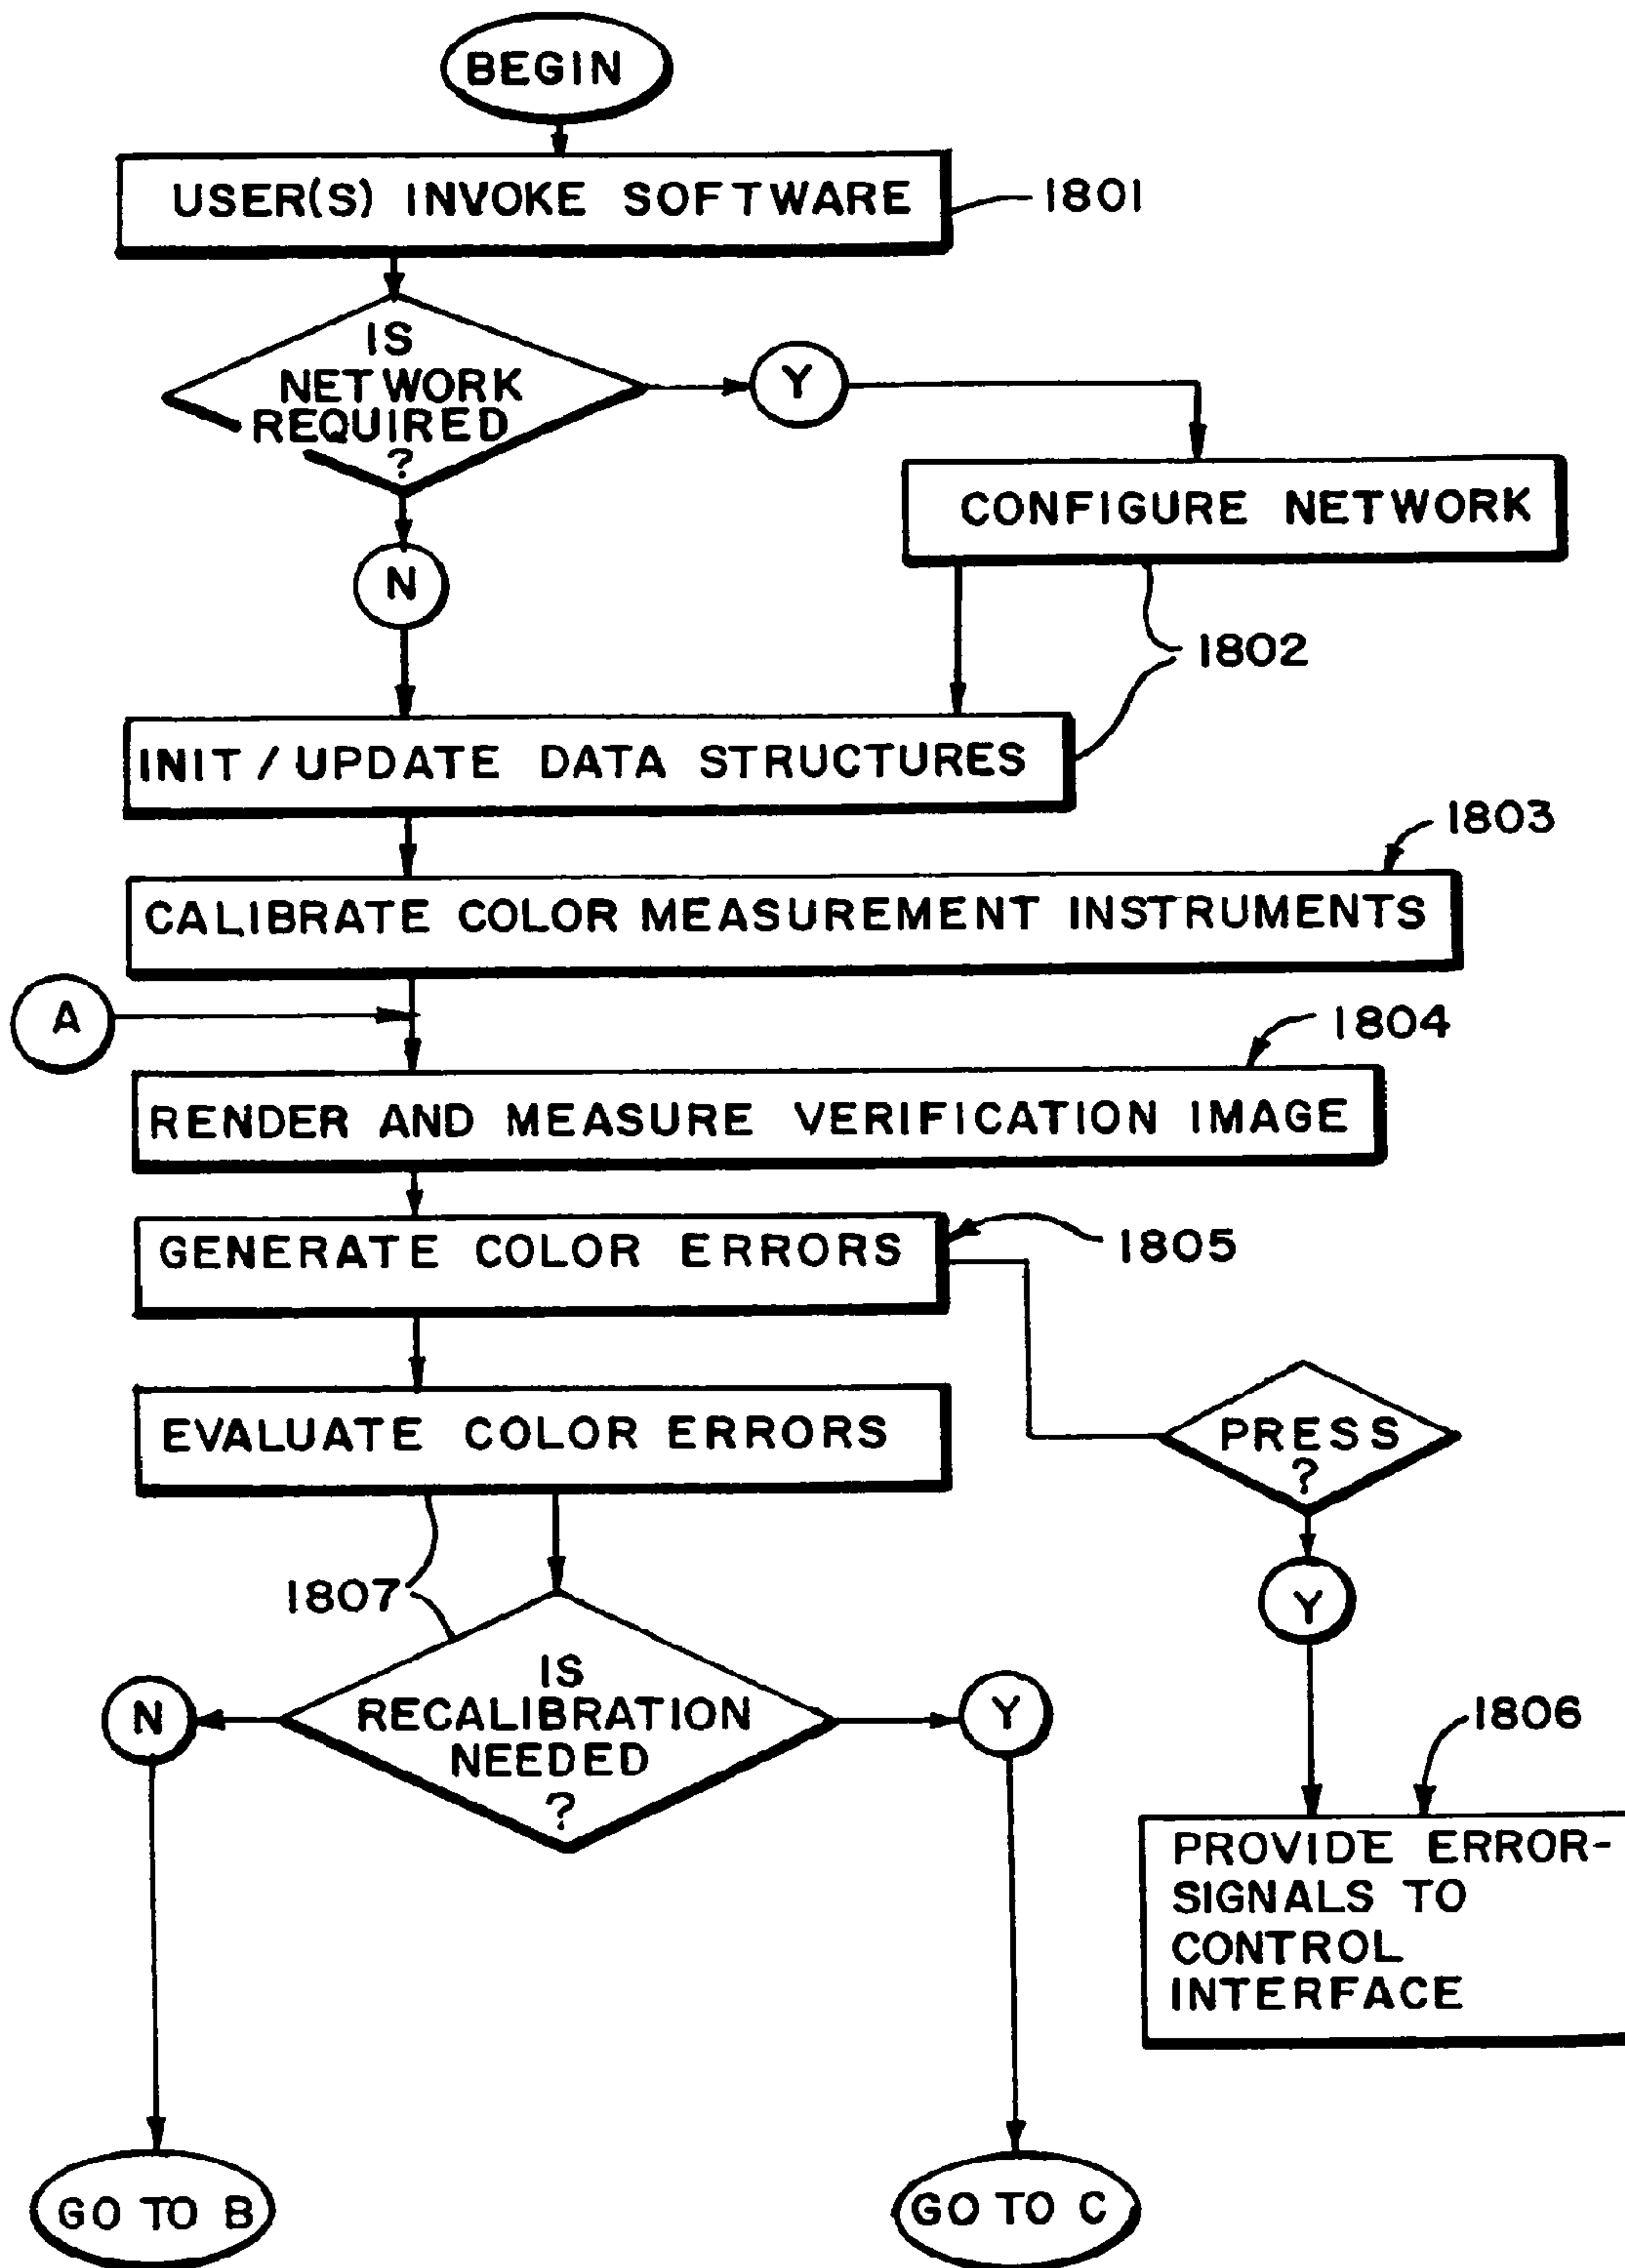 BEGIN
USER(S) INVOKE SOFTWARE
1801
IS
NETWORK
REQUIRED
?
Y
CONFIGURE NETWORK
N
1802
INIT / UPDATE DATA STRUCTURES
1803
CALIBRATE COLOR MEASUREMENT INSTRUMENTS
A
1804
RENDER AND MEASURE VERIFICATION IMAGE
GENERATE COLOR ERRORS
1805
EVALUATE COLOR ERRORS
PRESS
?
Y
1807
IS
RECALIBRATION
NEEDED
?
N
Y
1806
PROVIDE ERROR-
SIGNALS TO
CONTROL
INTERFACE
GO TO B
GO TO C